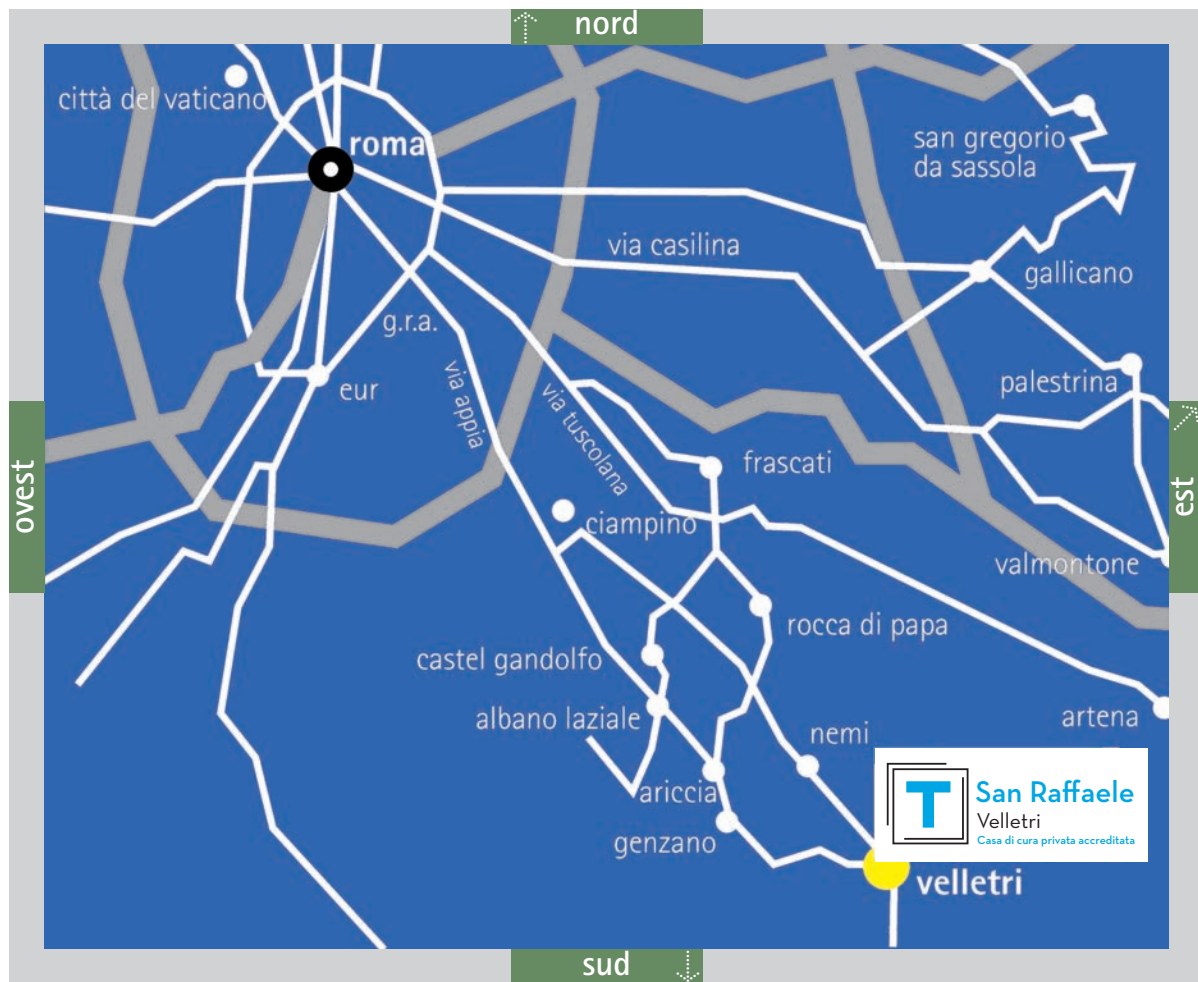 nord
città del vaticano
roma
san gregorio
da sassola
via casilina
gallicano
g.r.a.
eur
via appia
via tuscolana
palestrina
frascati
ovest
est
ciampino
valmontone
rocca di papa
castel gandolfo
albano laziale
artena
nemi
ariccia
genzano
T
San Raffaele
Velletri
Casa di cura privata accreditata
velletri
sud